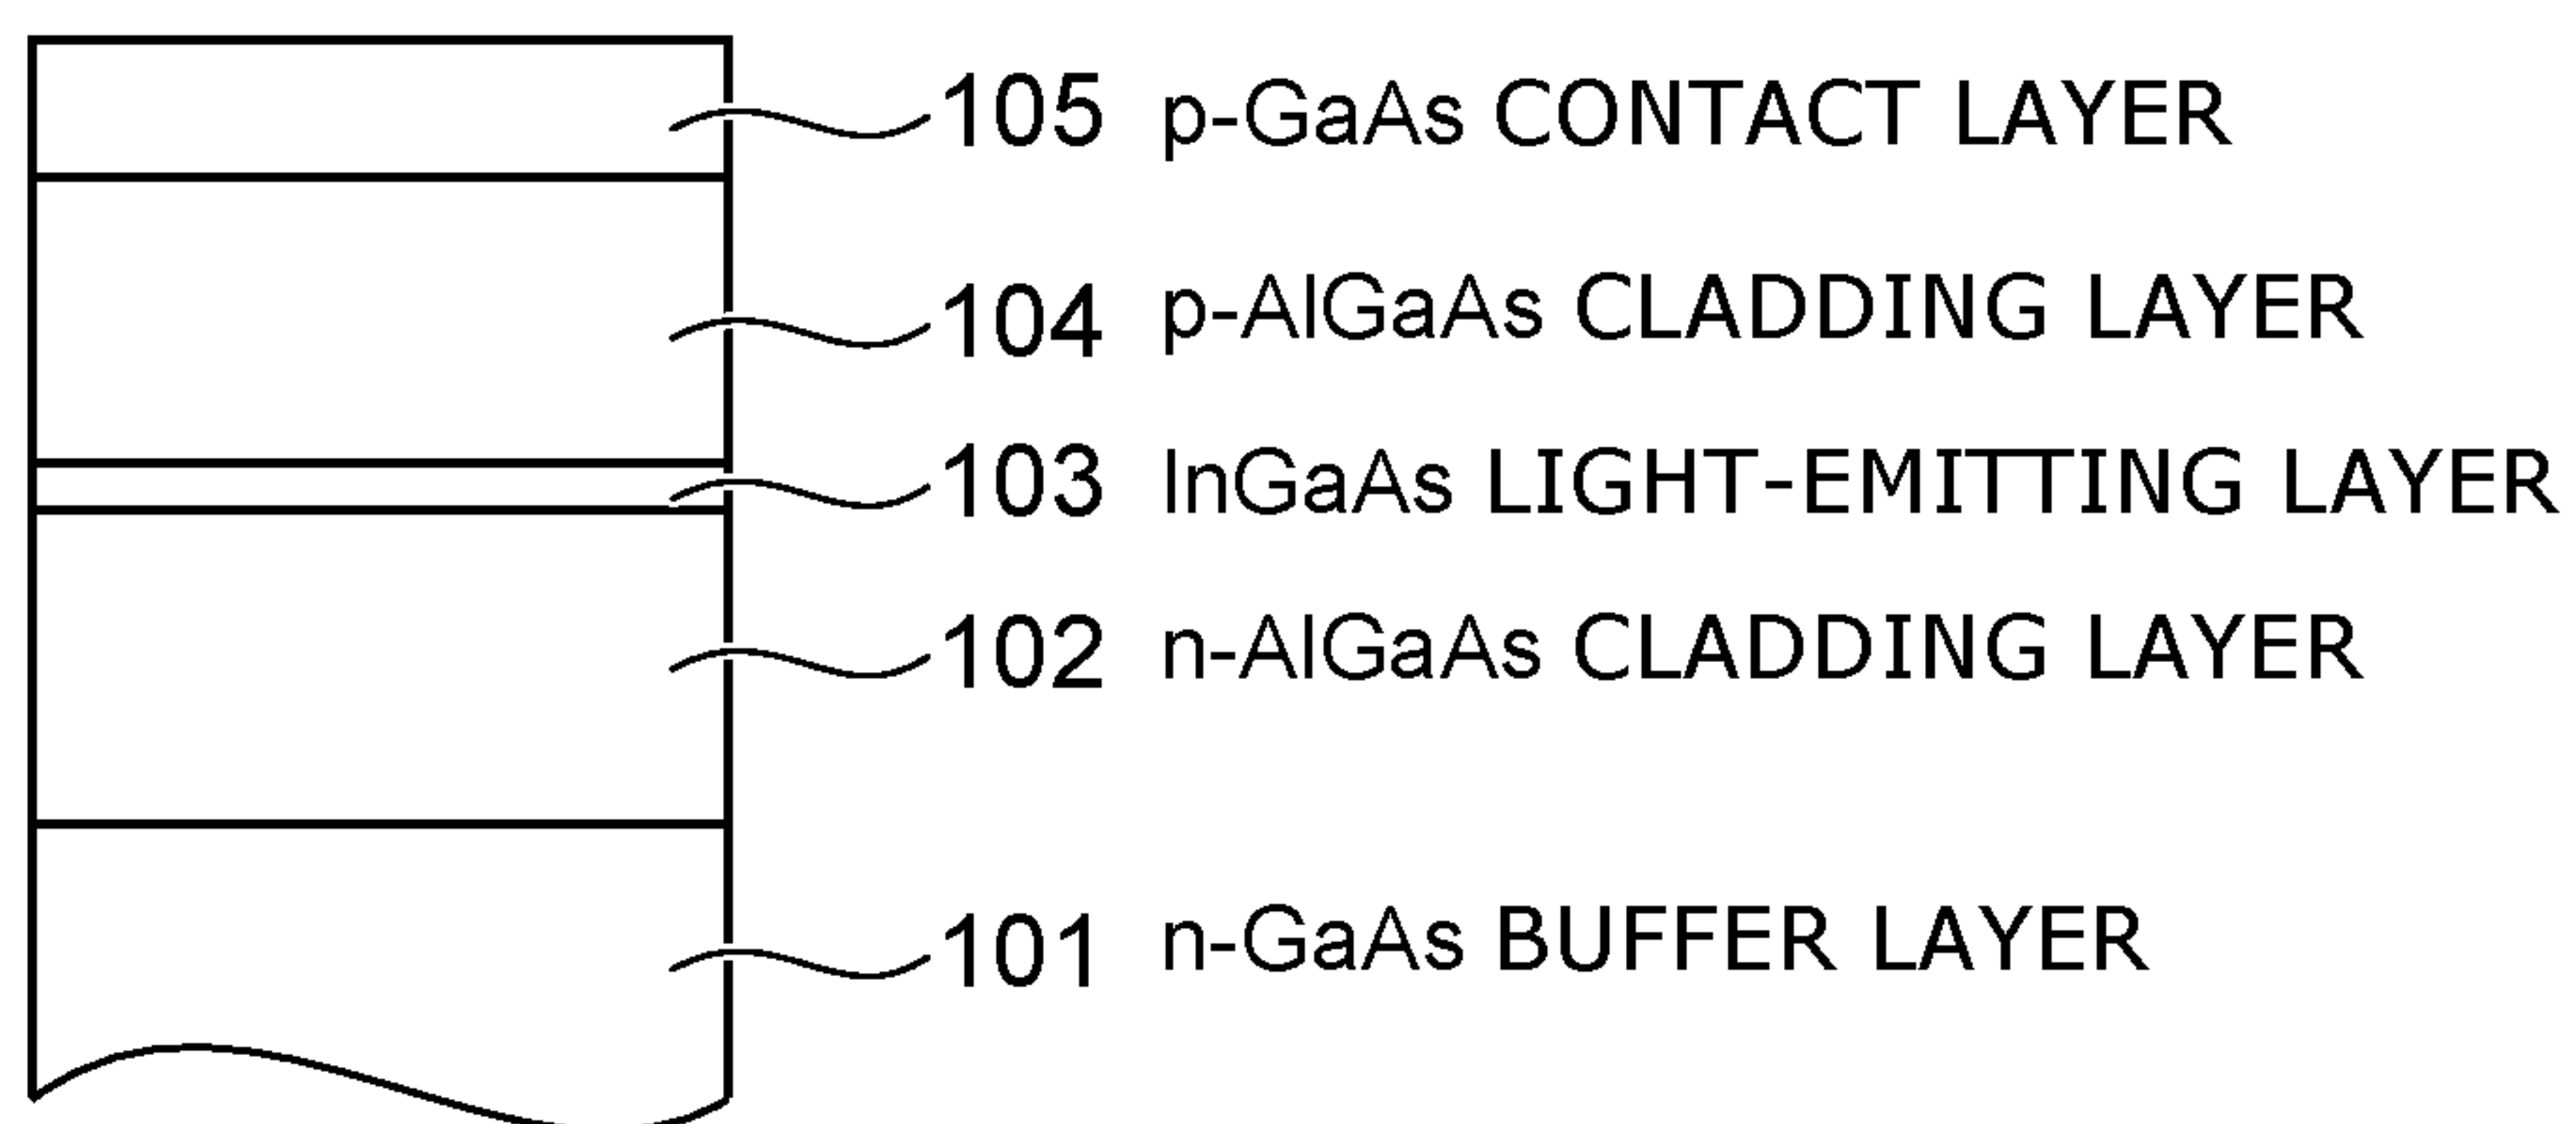 105 p-GaAs CONTACT LAYER
104 p-AlGaAs CLADDING LAYER
103 InGaAs LIGHT-EMITTING LAYER
102 n-AlGaAs CLADDING LAYER
101 n-GaAs BUFFER LAYER